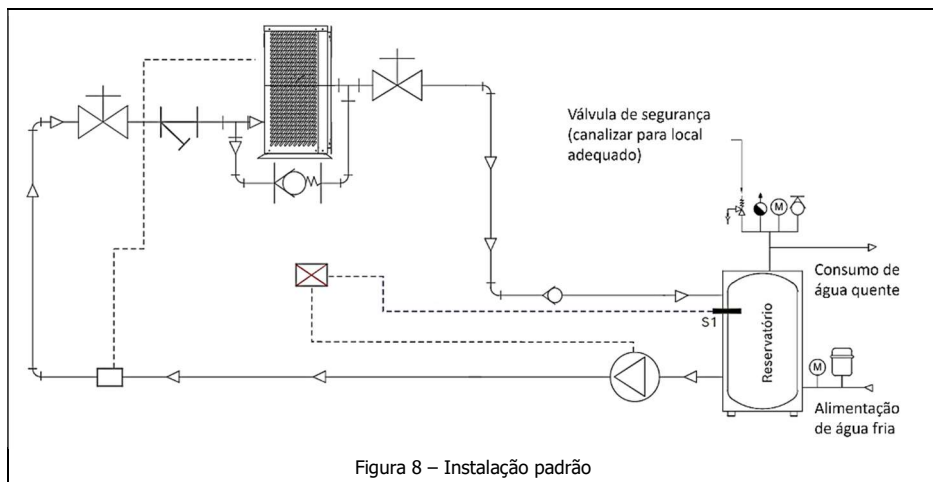 Válvula de segurança
(canalizar para local
adequado)
M
Consumo de
água quente
S1
Reservatório
M
Alimentação
de água fria
Figura 8 – Instalação padrão